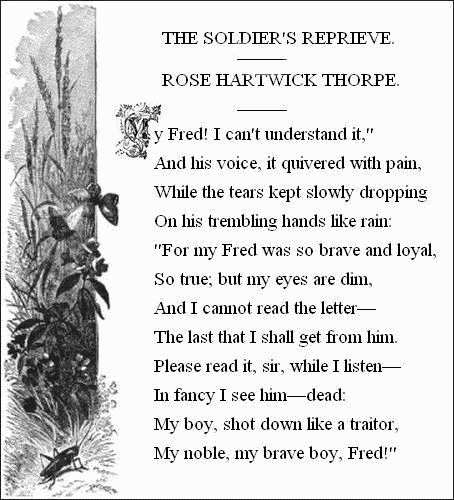 THE SOLDIER'S REPRIEVE.
ROSE HARTWICK THORPE.
My Fred! I can't understand it,"
And his voice, it quivered with pain,
While the tears kept slowly dropping
On his trembling hands like rain:
"For my Fred was so brave and loyal,
So true; but my eyes are dim,
And I cannot read the letter—
The last that I shall get from him.
Please read it, sir, while I listen—
In fancy I see him—dead:
My boy, shot down like a traitor,
My noble, my brave boy, Fred!"